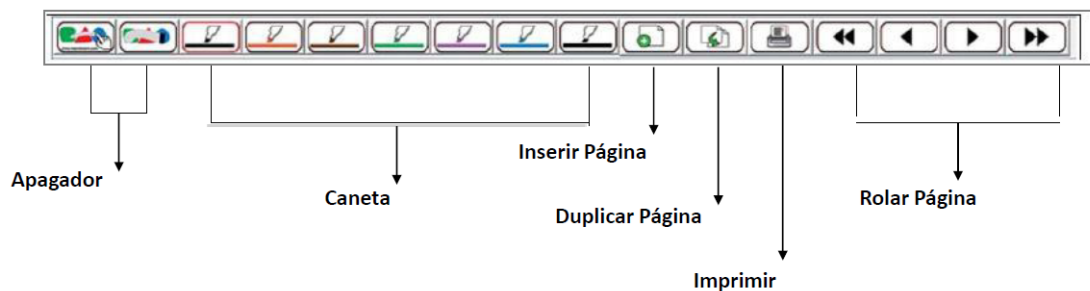 Apagador
Caneta
Inserir Página
Duplicar Página
Imprimir
Rolar Página